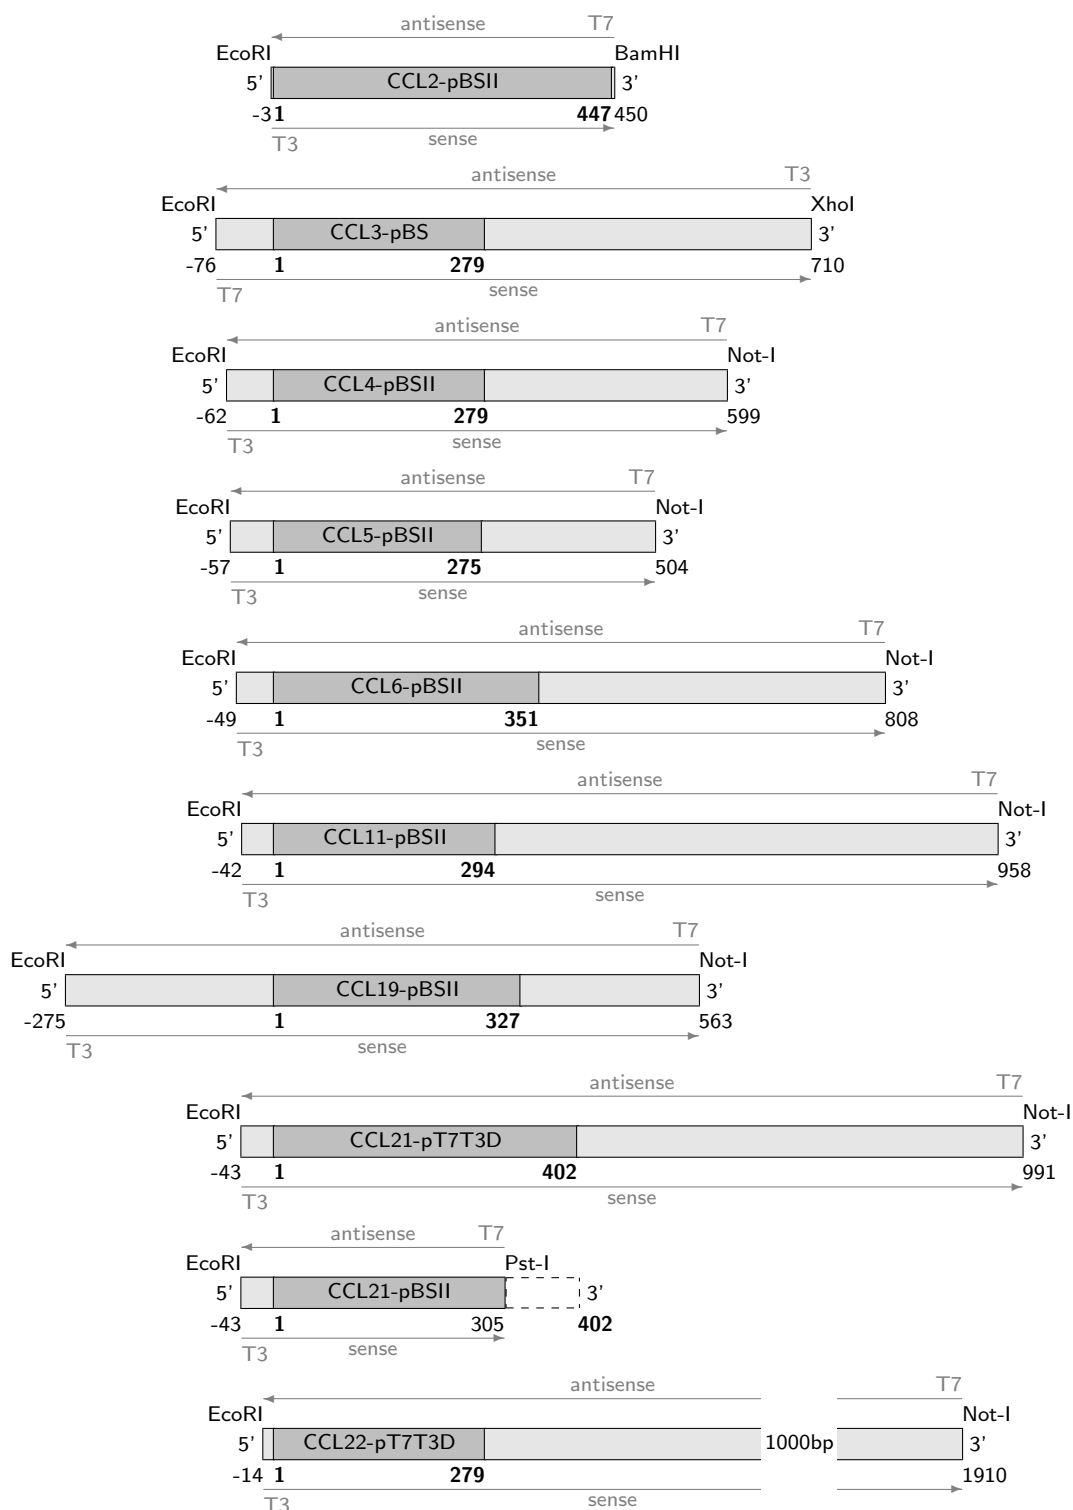 antisense T7
EcoRI BamHI
5' CCL2-pBSII 3'
-3 1 447 450
T3 sense
antisense T3
EcoRI XhoI
5' CCL3-pBS 3'
-76 1 279 710
T7 sense
antisense T7
EcoRI Not-I
5' CCL4-pBSII 3'
-62 1 279 599
T3 sense
antisense T7
EcoRI Not-I
5' CCL5-pBSII 3'
-57 1 275 504
T3 sense
antisense T7
EcoRI Not-I
5' CCL6-pBSII 3'
-49 1 351 808
T3 sense
antisense T7
EcoRI Not-I
5' CCL11-pBSII 3'
-42 1 294 958
T3 sense
antisense T7
EcoRI Not-I
5' CCL19-pBSII 3'
-275 1 327 563
T3 sense
antisense T7
EcoRI Not-I
5' CCL21-pT7T3D 3'
-43 1 402 991
T3 sense
antisense T7
EcoRI Pst-I
5' CCL21-pBSII 3'
-43 1 305 402
T3 sense
antisense T7
EcoRI Not-I
5' CCL22-pT7T3D 1000bp 3'
-14 1 279 1910
T3 sense